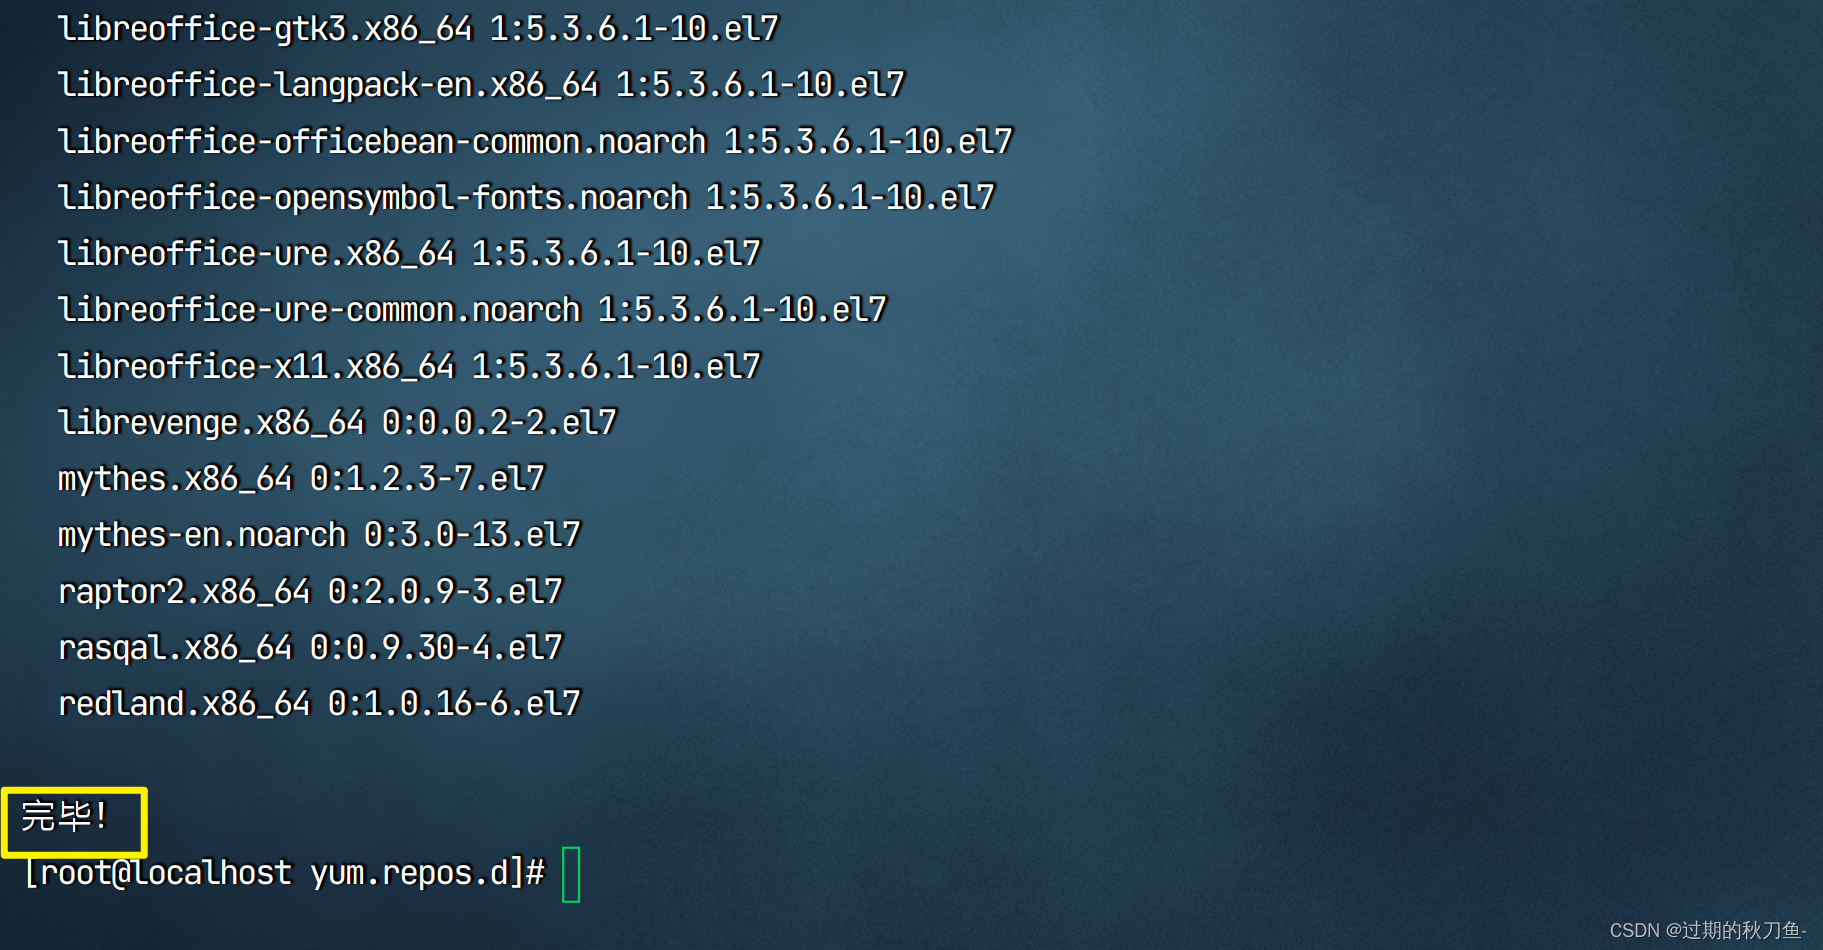 libreoffice-gtk3.x86_64 1:5.3.6.1-10.el7
libreoffice-langpack-en.x86_64 1:5.3.6.1-10.el7
libreoffice-officebean-common.noarch 1:5.3.6.1-10.el7
libreoffice-opensymbol-fonts.noarch 1:5.3.6.1-10.el7
libreoffice-ure.x86_64 1:5.3.6.1-10.el7
libreoffice-ure-common.noarch 1:5.3.6.1-10.el7
libreoffice-x11.x86_64 1:5.3.6.1-10.el7
librevenge.x86_64 0:0.0.2-2.el7
mythes.x86_64 0:1.2.3-7.el7
mythes-en.noarch 0:3.0-13.el7
raptor2.x86_64 0:2.0.9-3.el7
rasqal.x86_64 0:0.9.30-4.el7
redland.x86_64 0:1.0.16-6.el7
完毕！
[root@localhost yum.repos.d]#
CSDN @过期的秋刀鱼-